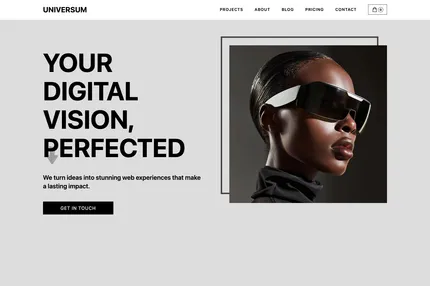 UNIVERSUM
PROJECTS ABOUT BLOG PRICING CONTACT
YOUR
DIGITAL
VISION,
PERFECTED
We turn ideas into stunning web experiences that make
a lasting impact.
GET IN TOUCH